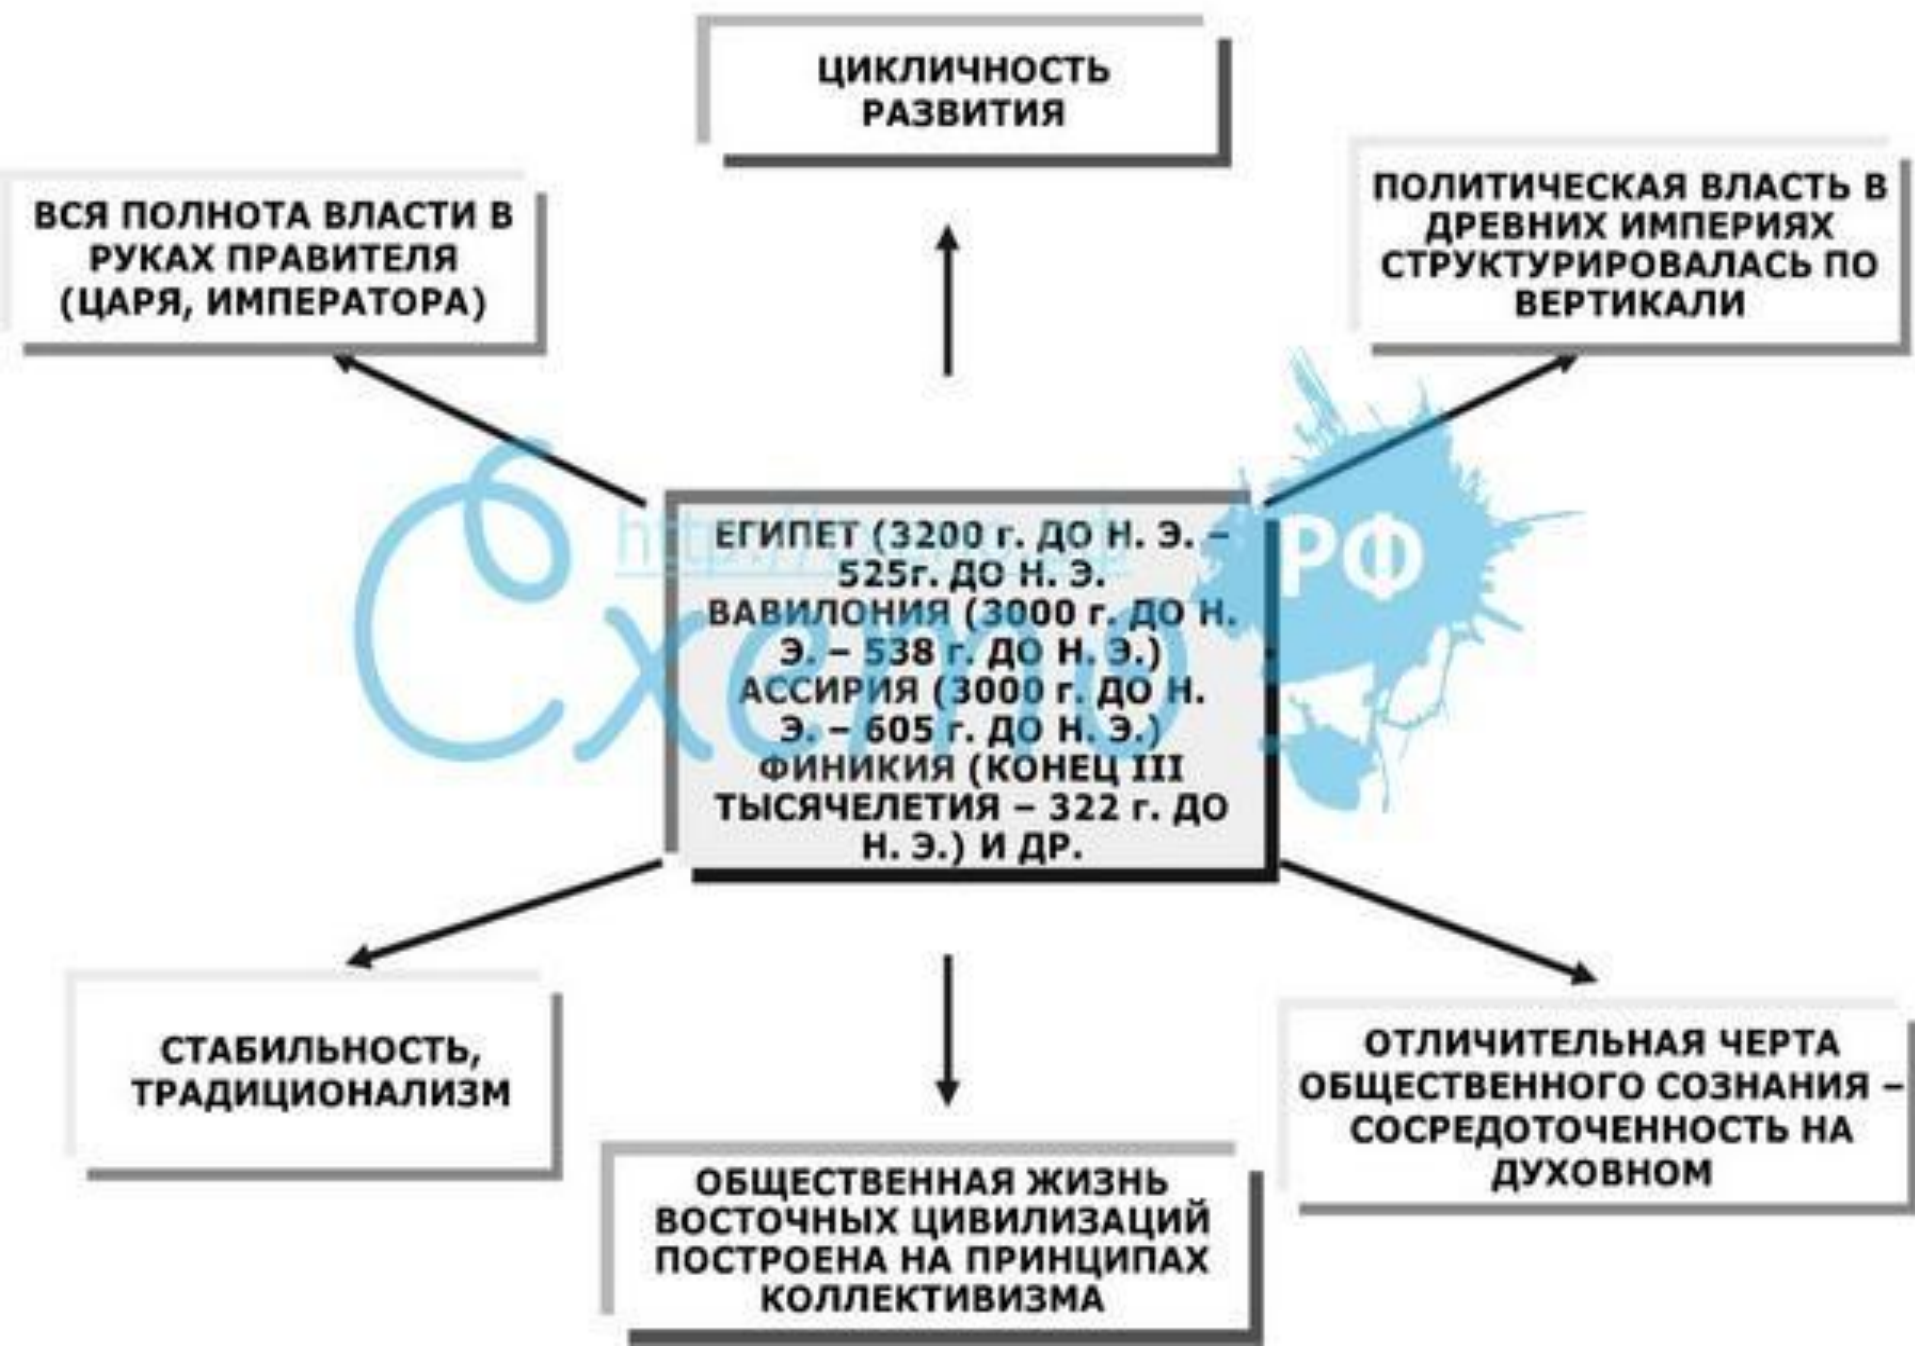 ЦИКЛИЧНОСТЬ
РАЗВИТИЯ
ВСЯ ПОЛНОТА ВЛАСТИ В
РУКАХ ПРАВИТЕЛЯ
(ЦАРЯ, ИМПЕРАТОРА)
ПОЛИТИЧЕСКАЯ ВЛАСТЬ В
ДРЕВНИХ ИМПЕРИЯХ
СТРУКТУРИРОВАЛАСЬ ПО
ВЕРТИКАЛИ
ЕГИПЕТ (3200 г. ДО Н. Э. –
525г. ДО Н. Э.
ВАВИЛОНИЯ (3000 г. ДО Н.
Э. – 538 г. ДО Н. Э.)
АССИРИЯ (3000 г. ДО Н.
Э. – 605 г. ДО Н. Э.)
ФИНИКИЯ (КОНЕЦ III
ТЫСЯЧЕЛЕТИЯ – 322 г. ДО
Н. Э.) И ДР.
Схемо.РФ
СТАБИЛЬНОСТЬ,
ТРАДИЦИОНАЛИЗМ
ОБЩЕСТВЕННАЯ ЖИЗНЬ
ВОСТОЧНЫХ ЦИВИЛИЗАЦИЙ
ПОСТРОЕНА НА ПРИНЦИПАХ
КОЛЛЕКТИВИЗМА
ОТЛИЧИТЕЛЬНАЯ ЧЕРТА
ОБЩЕСТВЕННОГО СОЗНАНИЯ –
СОСРЕДОТОЧЕННОСТЬ НА
ДУХОВНОМ